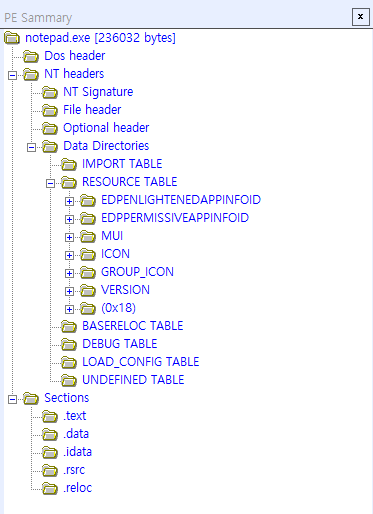 PE Sammary
notepad.exe [236032 bytes]
Dos header
NT headers
NT Signature
File header
Optional header
Data Directories
IMPORT TABLE
RESOURCE TABLE
EDPENLIGHTENEDAPPINFOID
EDPPERMISSIVEAPPINFOID
MUI
ICON
GROUP_ICON
VERSION
(0x18)
BASERELOC TABLE
DEBUG TABLE
LOAD_CONFIG TABLE
UNDEFINED TABLE
Sections
.text
.data
.idata
.rsrc
.reloc